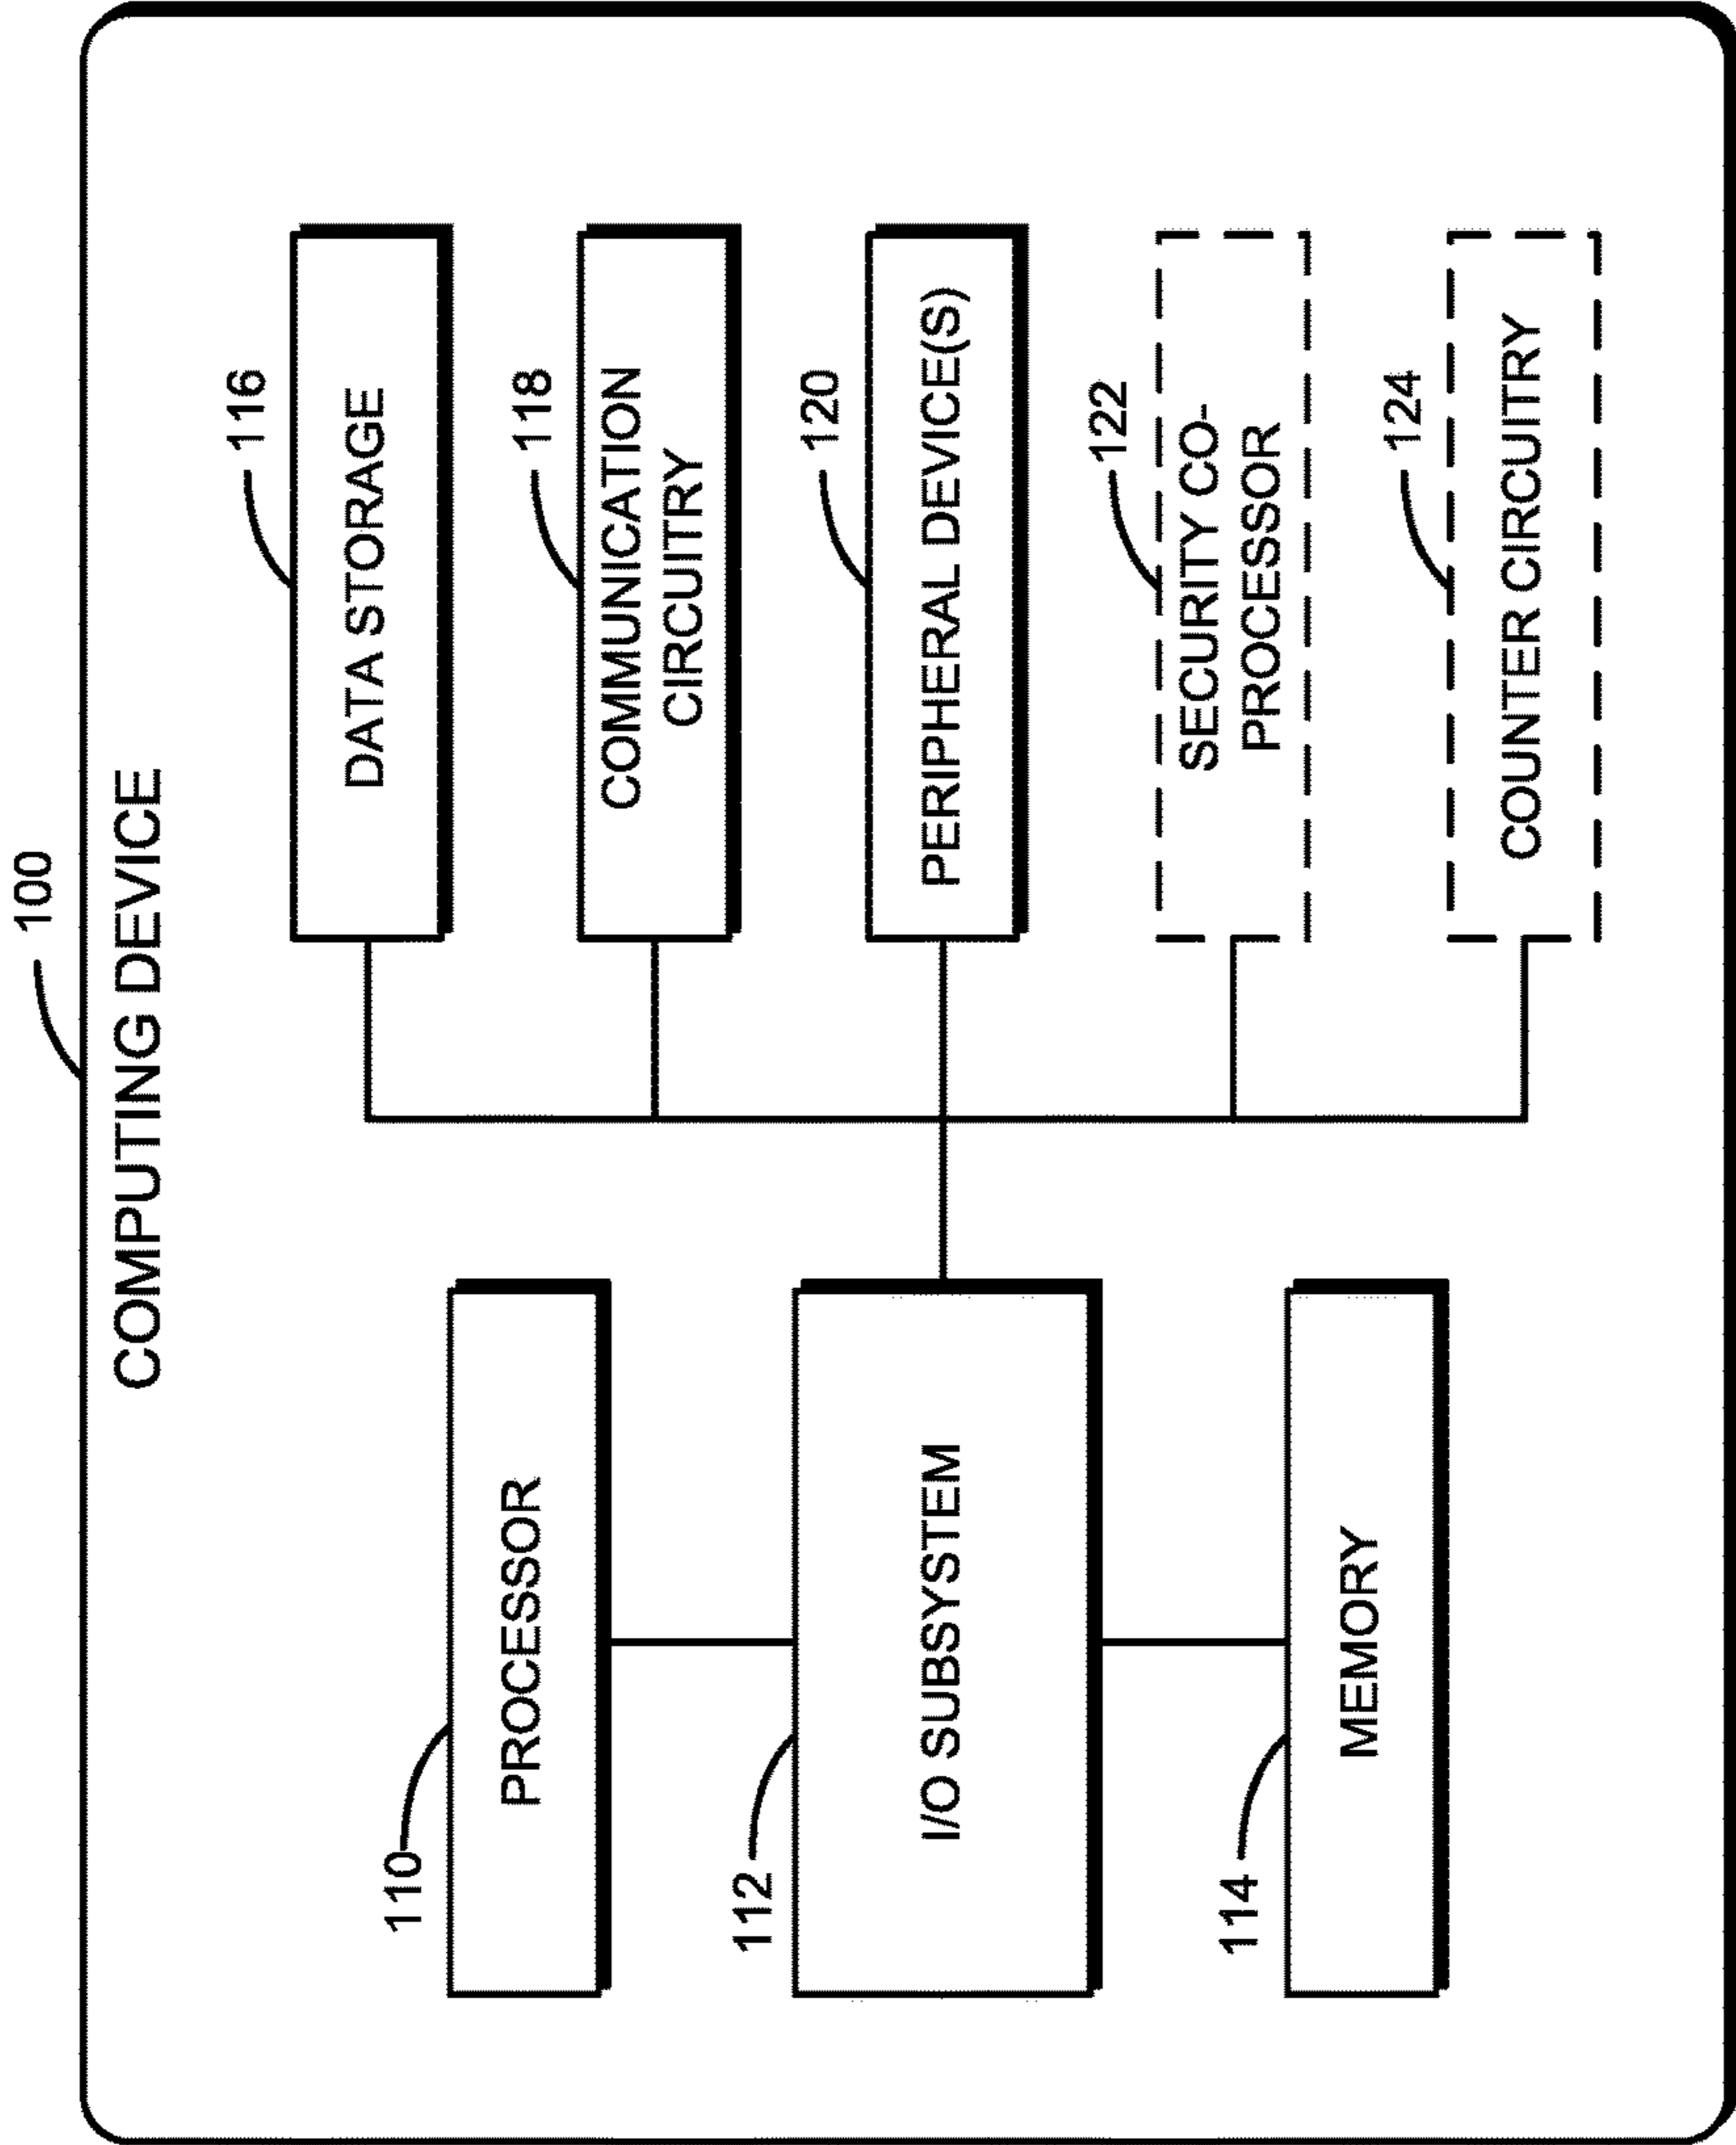 100
COMPUTING DEVICE
110
PROCESSOR
112
I/O SUBSYSTEM
114
MEMORY
116
DATA STORAGE
118
COMMUNICATION
CIRCUITRY
120
PERIPHERAL DEVICE(S)
122
SECURITY CO-
PROCESSOR
124
COUNTER CIRCUITRY